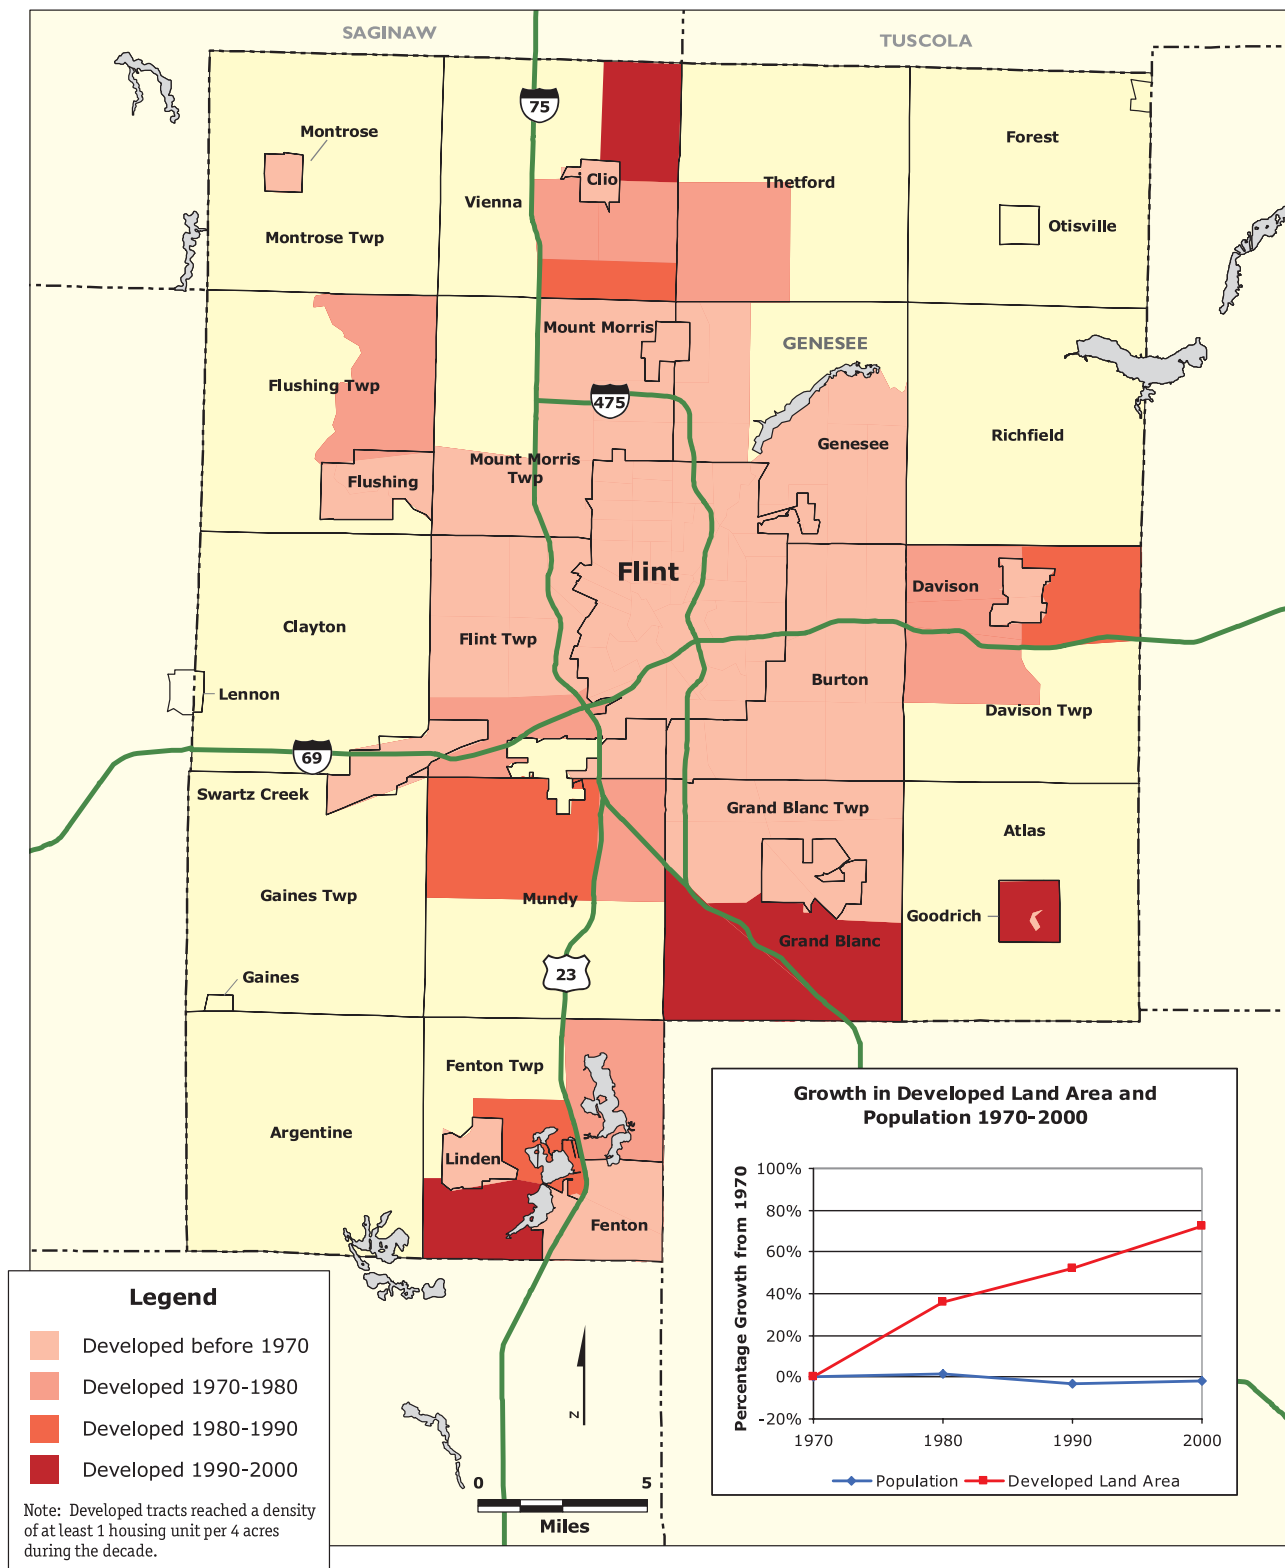 SAGINAW
TUSCOLA
75
Montrose
Forest
Clio
Thetford
Vienna
Otisville
Montrose Twp
Mount Morris
GENESEE
Flushing Twp
475
Richfield
Genesee
Mount Morris
Twp
Flushing
Flint
Davison
Clayton
Flint Twp
Burton
Lennon
Davison Twp
69
Swartz Creek
Grand Blanc Twp
Atlas
Gaines Twp
Mundy
Goodrich
Grand Blanc
23
Gaines
Fenton Twp
Argentine
Linden
Fenton
Growth in Developed Land Area and
Population 1970-2000
Percentage Growth from 1970
100%
80%
60%
40%
20%
0%
-20%
1970 1980 1990 2000
Population Developed Land Area
Legend
Developed before 1970
Developed 1970-1980
Developed 1980-1990
Developed 1990-2000
Note: Developed tracts reached a density
of at least 1 housing unit per 4 acres
during the decade.
N
0 5
Miles